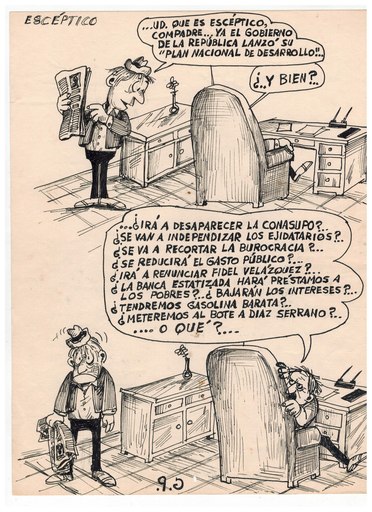 ESCÉPTICO
...UD. QUE ES ESCÉPTICO,
COMPADRE... YA EL GOBIERNO
DE LA REPÚBLICA LANZÓ SU
"PLAN NACIONAL DE DESARROLLO!!..
¿..Y BIEN?..
...¿IRÁ A DESAPARECER LA CONASUPO?..
¿SE VAN A INDEPENDIZAR LOS EJIDATARIOS?..
¿SE VA A RECORTAR LA BUROCRACIA?...
¿SE REDUCIRÁ EL GASTO PÚBLICO?...
¿IRÁ A RENUNCIAR FIDEL VELÁZQUEZ?...
¿LA BANCA ESTATIZADA HARÁ PRÉSTAMOS A
LOS POBRES?..¿BAJARÁN LOS INTERESES?..
¿TENDREMOS GASOLINA BARATA?...
¿METEREMOS AL BOTE A DÍAZ SERRANO?...
.... O QUÉ?....